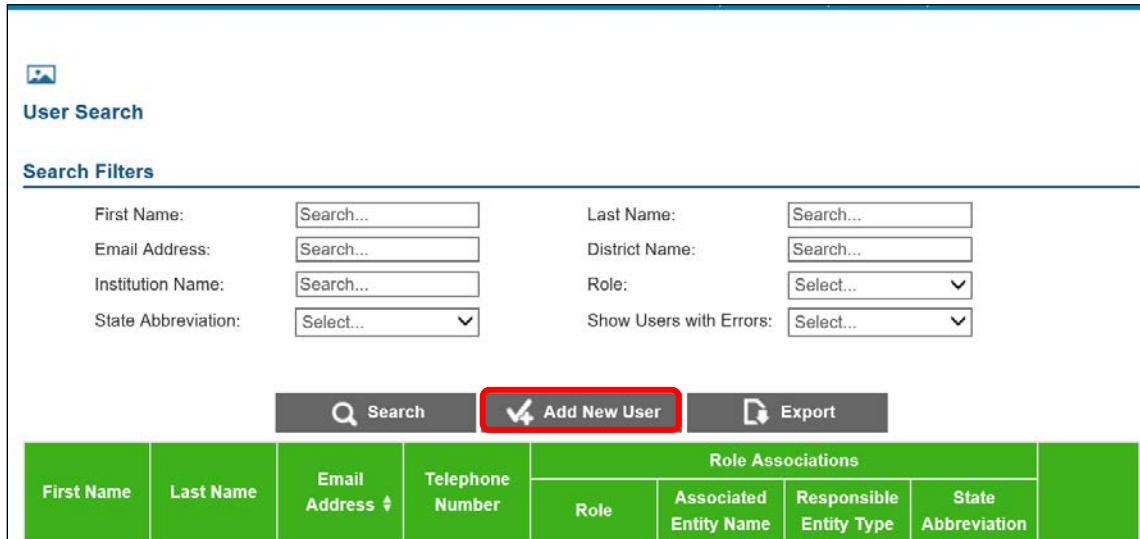 User Search
Search Filters
First Name: Search... Last Name: Search...
Email Address: Search... District Name: Search...
Institution Name: Search... Role: Select...
State Abbreviation: Select... Show Users with Errors: Select...
Search Add New User Export
Role Associations
First Name Last Name Email Address Telephone Number Role Associated Entity Name Responsible Entity Type State Abbreviation